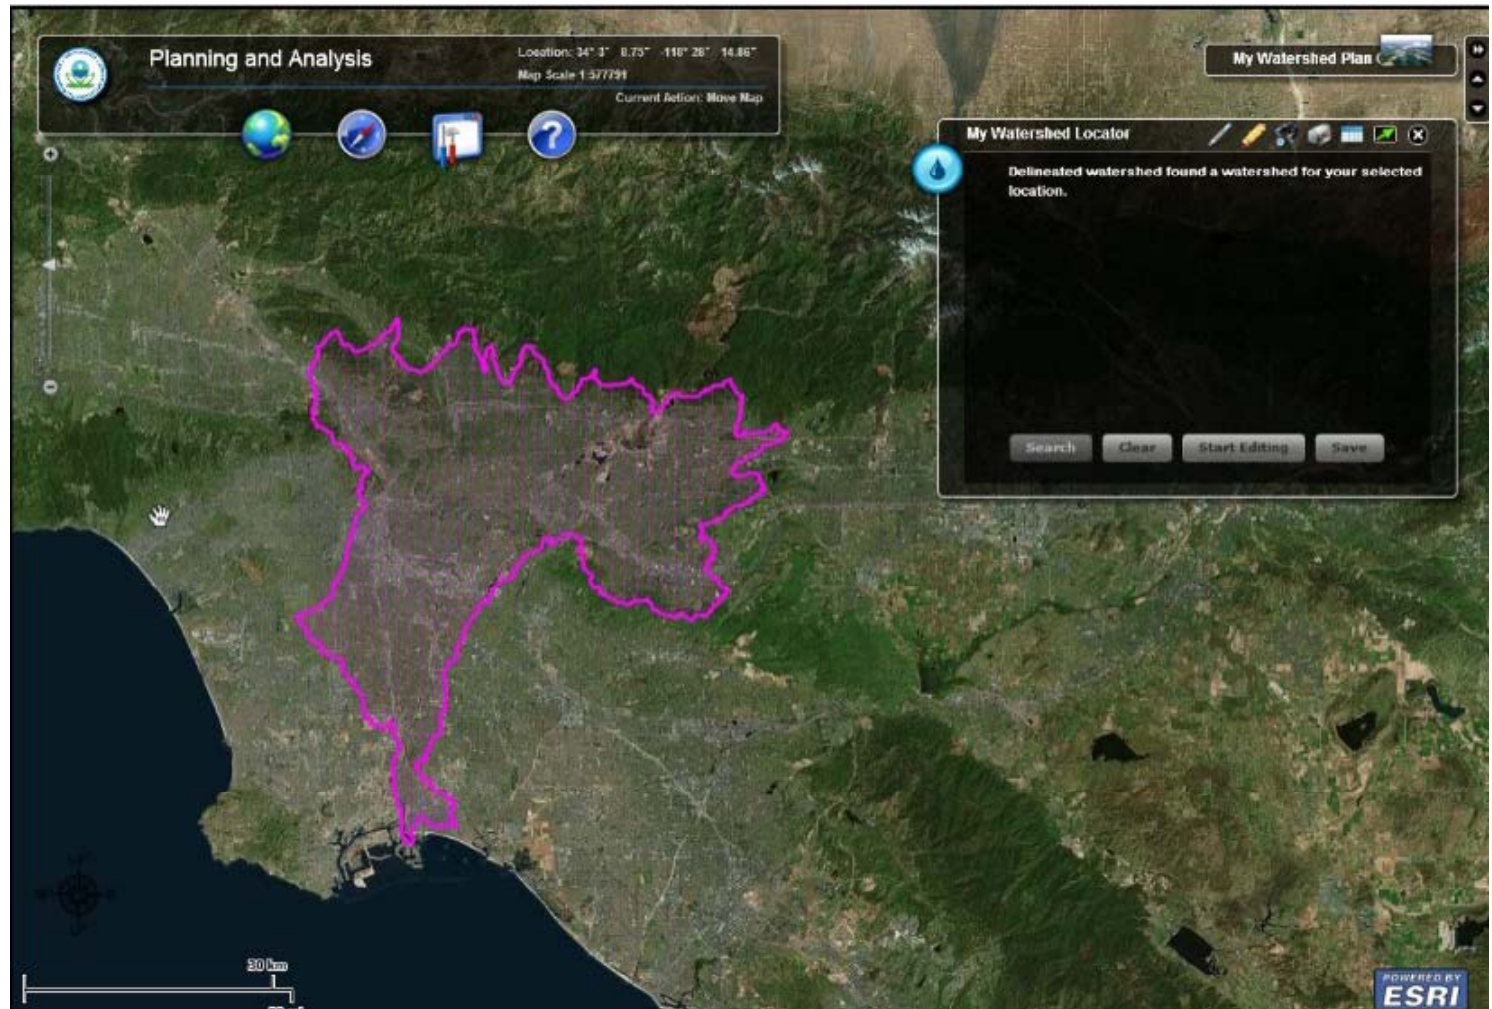 Planning and Analysis
Location: 34° 3" 8.75" -118° 28" 14.86"
Map Scale 1:577791
Current Action: Move Map
My Watershed Plan
My Watershed Locator
Delineated watershed found a watershed for your selected
location.
Search Clear Start Editing Save
30 km
POWERED BY
ESRI